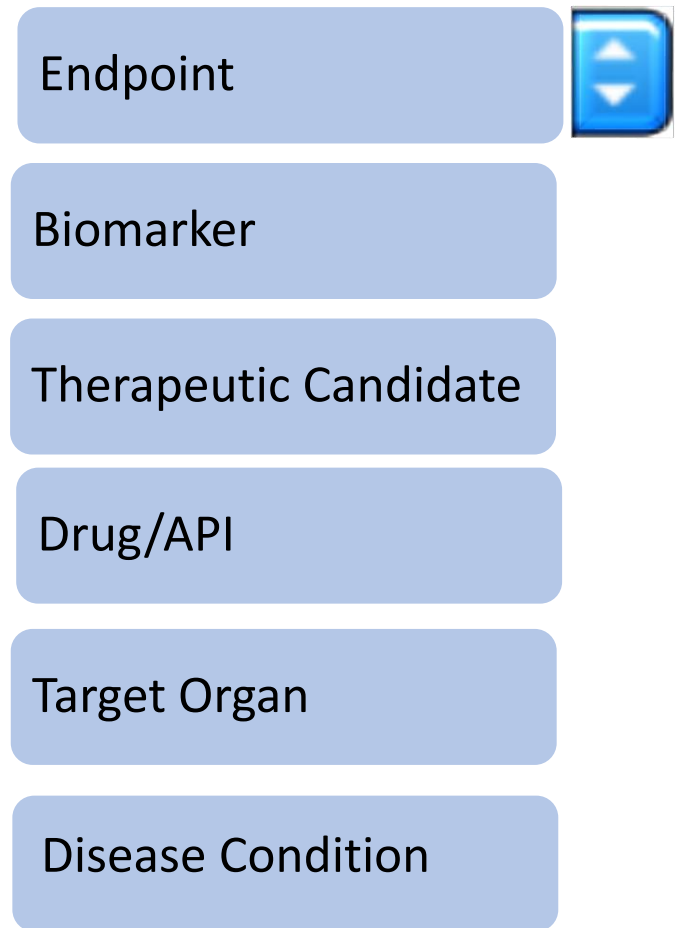 Endpoint
Biomarker
Therapeutic Candidate
Drug/API
Target Organ
Disease Condition